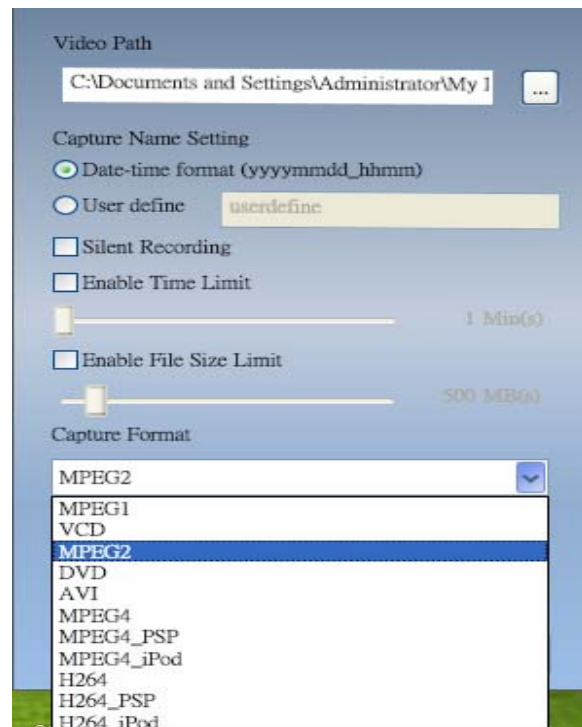 Video Path
C:\Documents and Settings\Administrator\My
...
Capture Name Setting
Date-time format (yyyymmdd_hhmm)
User define
userdefine
Silent Recording
Enable Time Limit
1 Min(s)
Enable File Size Limit
500 MB(s)
Capture Format
MPEG2
MPEG1
VCD
MPEG2
DVD
AVI
MPEG4
MPEG4_PSP
MPEG4_iPod
H264
H264_PSP
H264_iPod